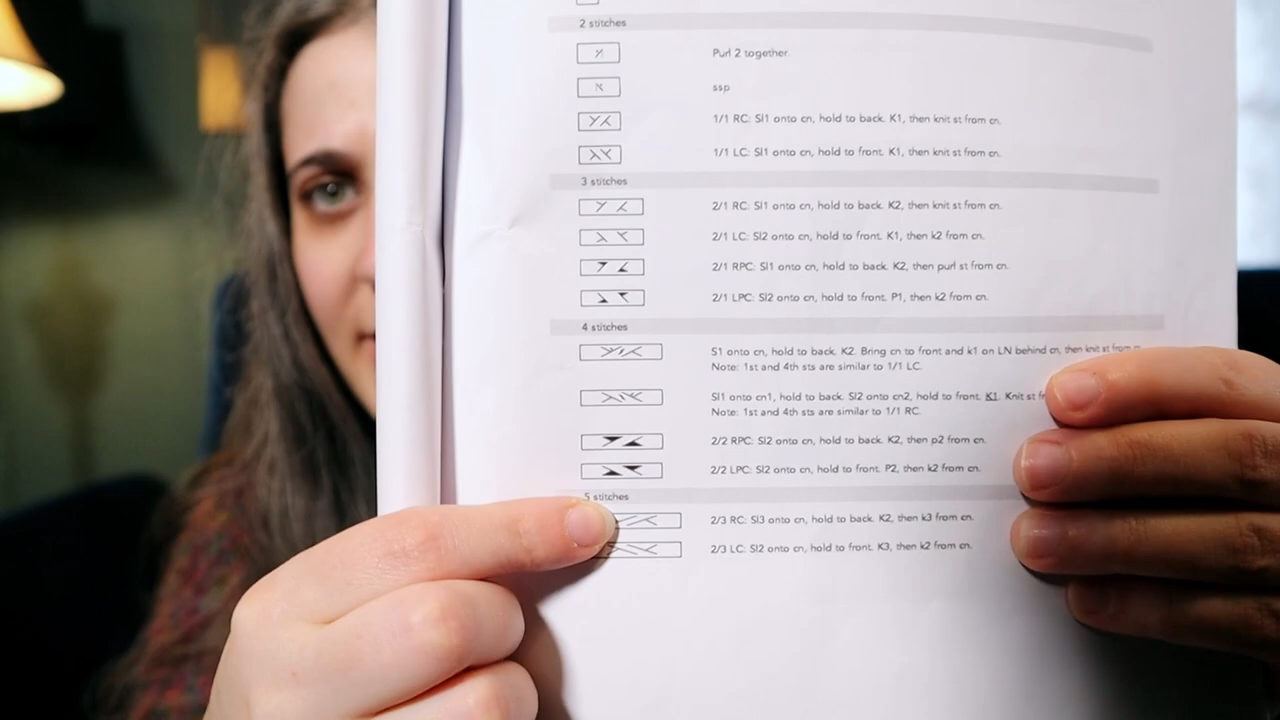 2 stitches
Purl 2 together.
ssp
1/1 RC: Sl1 onto cn, hold to back. K1, then knit st from cn.
1/1 LC: Sl1 onto cn, hold to front. K1, then knit st from cn.
3 stitches
2/1 RC: Sl1 onto cn, hold to back. K2, then knit st from cn.
2/1 LC: Sl2 onto cn, hold to front. K1, then k2 from cn.
2/1 RPC: Sl1 onto cn, hold to back. K2, then purl st from cn.
2/1 LPC: Sl2 onto cn, hold to front. P1, then k2 from cn.
4 stitches
S1 onto cn, hold to back. K2. Bring cn to front and k1 on LN behind cn, then knit st from cn.
Note: 1st and 4th sts are similar to 1/1 LC.
Sl1 onto cn1, hold to back. Sl2 onto cn2, hold to front. K1. Knit st
Note: 1st and 4th sts are similar to 1/1 RC.
2/2 RPC: Sl2 onto cn, hold to back. K2, then p2 from cn.
2/2 LPC: Sl2 onto cn, hold to front. P2, then k2 from cn.
5 stitches
2/3 RC: Sl3 onto cn, hold to back. K2, then k3 from cn.
2/3 LC: Sl2 onto cn, hold to front. K3, then k2 from cn.